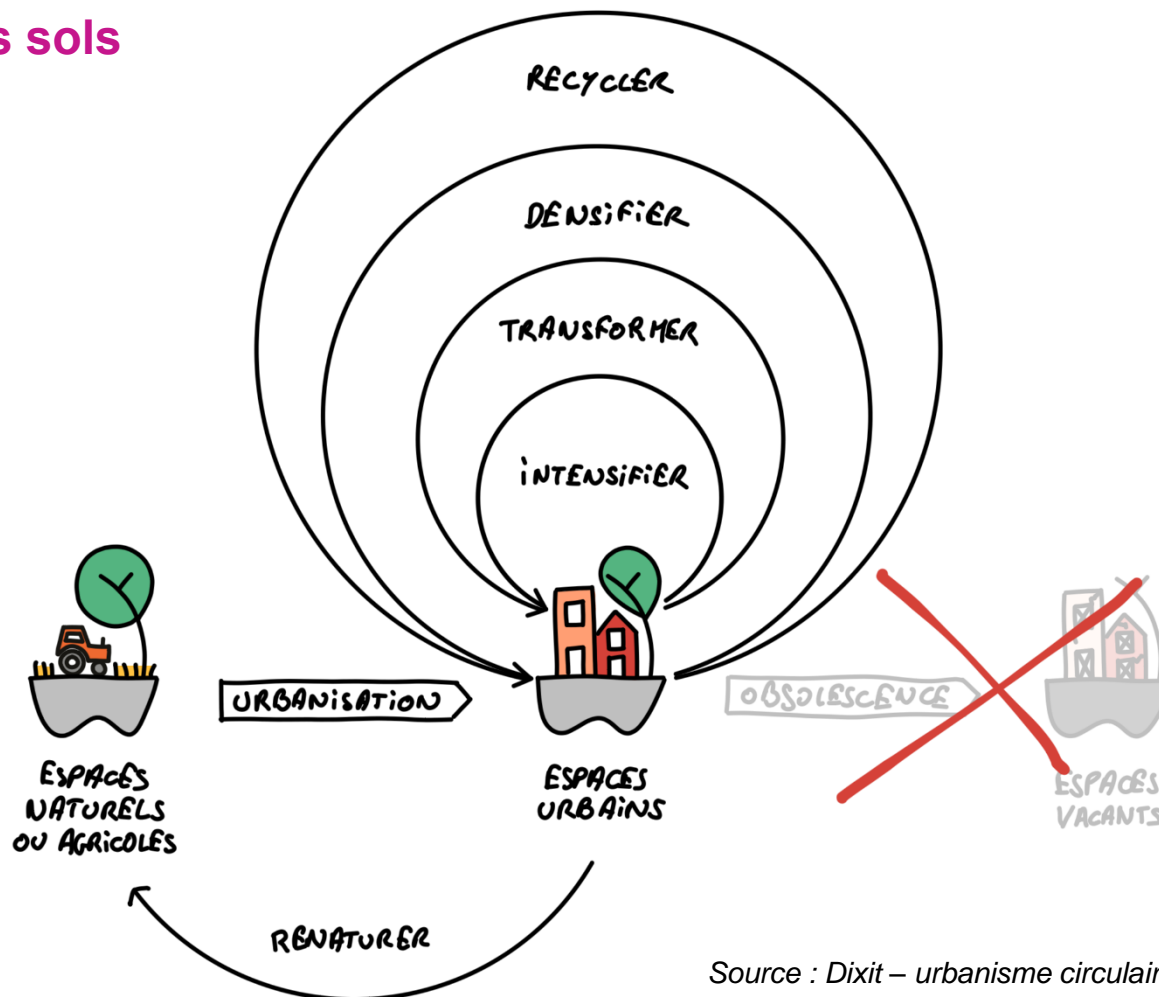 s sols
RECYCLER
DENSiFiER
TRANSFORMER
iNTENSiFiER
URBANiSATiON
OBSOLESCENCE
ESPACES
NATURELS
OU AGRiCOLES
ESPACES
URBAiNS
ESPACES
VACANTS
RENATURER
Source : Dixit – urbanisme circulair